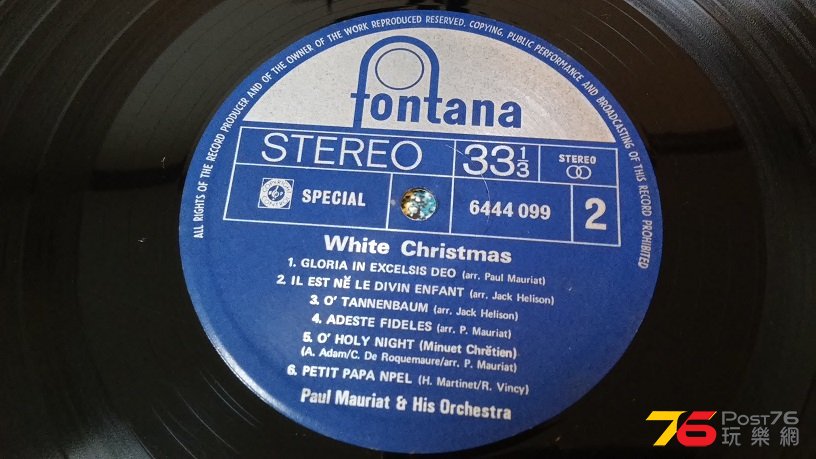 ALL RIGHTS OF THE RECORD PRODUCER AND OF THE OWNER OF THE WORK REPRODUCED RESERVED, COPYING, PUBLIC PERFORMANCE AND BROADCASTING OF THIS RECORD PROHIBITED
fontana
STEREO 33 1/3 STEREO
SPECIAL 6444 099 2
White Christmas
1. GLORIA IN EXCELSIS DEO (arr. Paul Mauriat)
2. IL EST NĔ LE DIVIN ENFANT (arr. Jack Helison)
3. O' TANNENBAUM (arr. Jack Helison)
4. ADESTE FIDELES (arr. P. Mauriat)
5. O' HOLY NIGHT (Minuet Chrĕtien)
(A. Adam/C. De Roquemaure/arr. P. Mauriat)
6. PETIT PAPA NPEL (H. Martinet/R. Vincy)
Paul Mauriat & His Orchestra
76 Post76
玩樂網